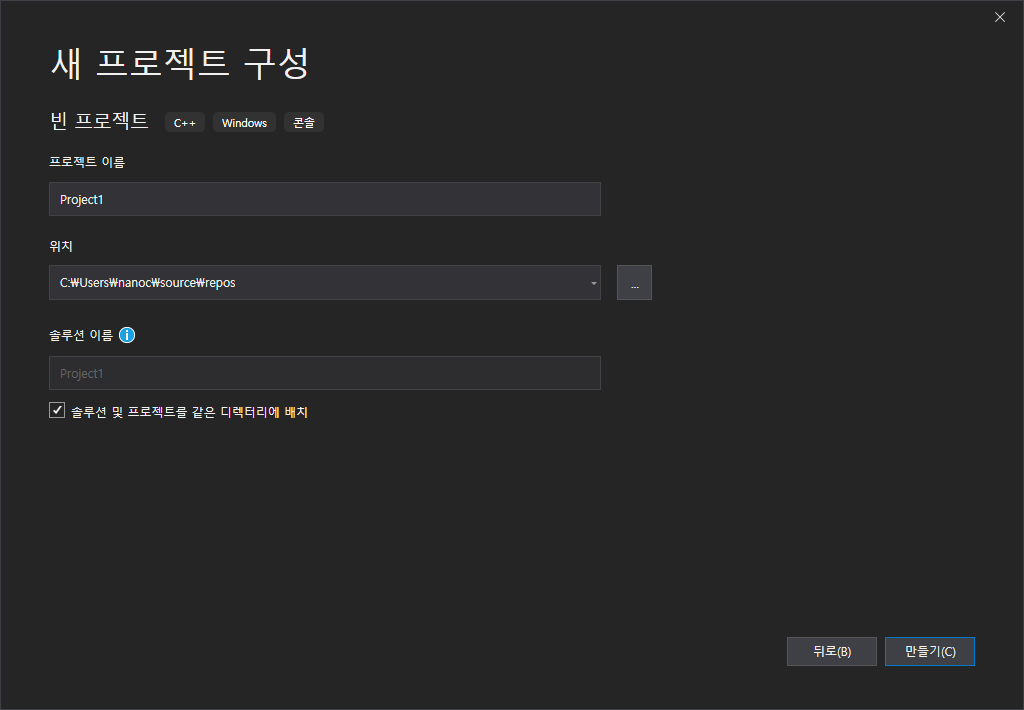 새 프로젝트 구성
빈 프로젝트 C++ Windows 콘솔
프로젝트 이름
Project1
위치
C:₩Users₩nanoc₩source₩repos
...
솔루션 이름
Project1
솔루션 및 프로젝트를 같은 디렉터리에 배치
뒤로(B) 만들기(C)